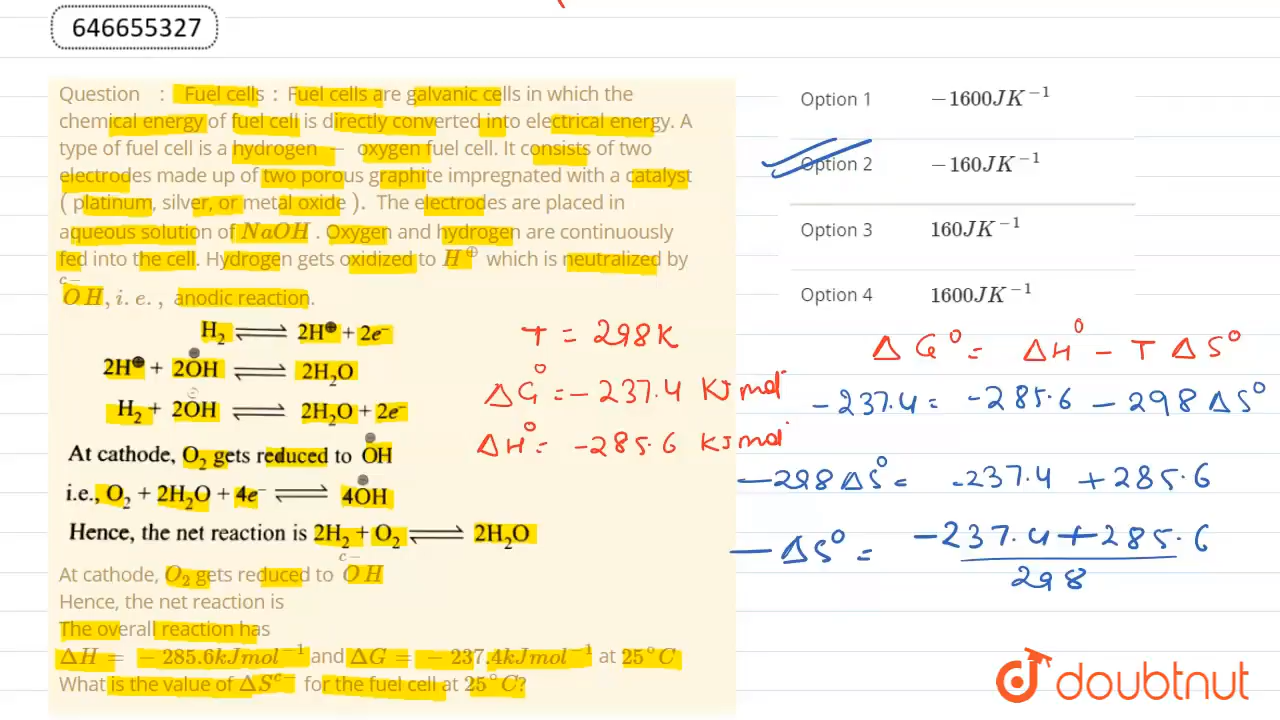 646655327
Question : Fuel cells : Fuel cells are galvanic cells in which the
chemical energy of fuel cell is directly converted into electrical energy. A
type of fuel cell is a hydrogen − oxygen fuel cell. It consists of two
electrodes made up of two porous graphite impregnated with a catalyst
( platinum, silver, or metal oxide ). The electrodes are placed in
aqueous solution of NaOH . Oxygen and hydrogen are continuously
fed into the cell. Hydrogen gets oxidized to H^⊕ which is neutralized by
c−
OH, i. e., anodic reaction.
H₂ ⇌ 2H^⊕ + 2e⁻
2H^⊕ + 2OH^⊖ ⇌ 2H₂O
H₂ + 2OH^⊖ ⇌ 2H₂O + 2e⁻
At cathode, O₂ gets reduced to OH^⊖
i.e., O₂ + 2H₂O + 4e⁻ ⇌ 4OH^⊖
Hence, the net reaction is 2H₂ + O₂ ⇌ 2H₂O
c−
At cathode, O₂ gets reduced to OH
Hence, the net reaction is
The overall reaction has
ΔH = − 285.6kJmol⁻¹ and ΔG = − 237.4kJmol⁻¹ at 25°C
What is the value of ΔS^c− for the fuel cell at 25°C?
Option 1 −1600JK⁻¹
Option 2 −160JK⁻¹
Option 3 160JK⁻¹
Option 4 1600JK⁻¹
T = 298K
ΔG° = −237.4 KJ mol
ΔH° = −285.6 KJ mol
ΔG° = ΔH° − TΔS°
−237.4 = −285.6 − 298ΔS°
−298ΔS° = −237.4 + 285.6
−ΔS° = −237.4 + 285.6
298
doubtnut